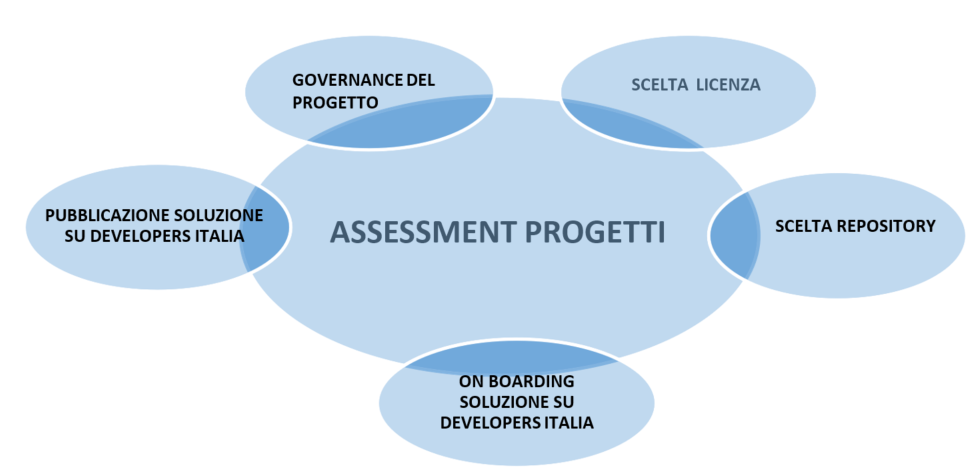 GOVERNANCE DEL
PROGETTO
SCELTA LICENZA
PUBBLICAZIONE SOLUZIONE
SU DEVELOPERS ITALIA
ASSESSMENT PROGETTI
SCELTA REPOSITORY
ON BOARDING
SOLUZIONE SU
DEVELOPERS ITALIA